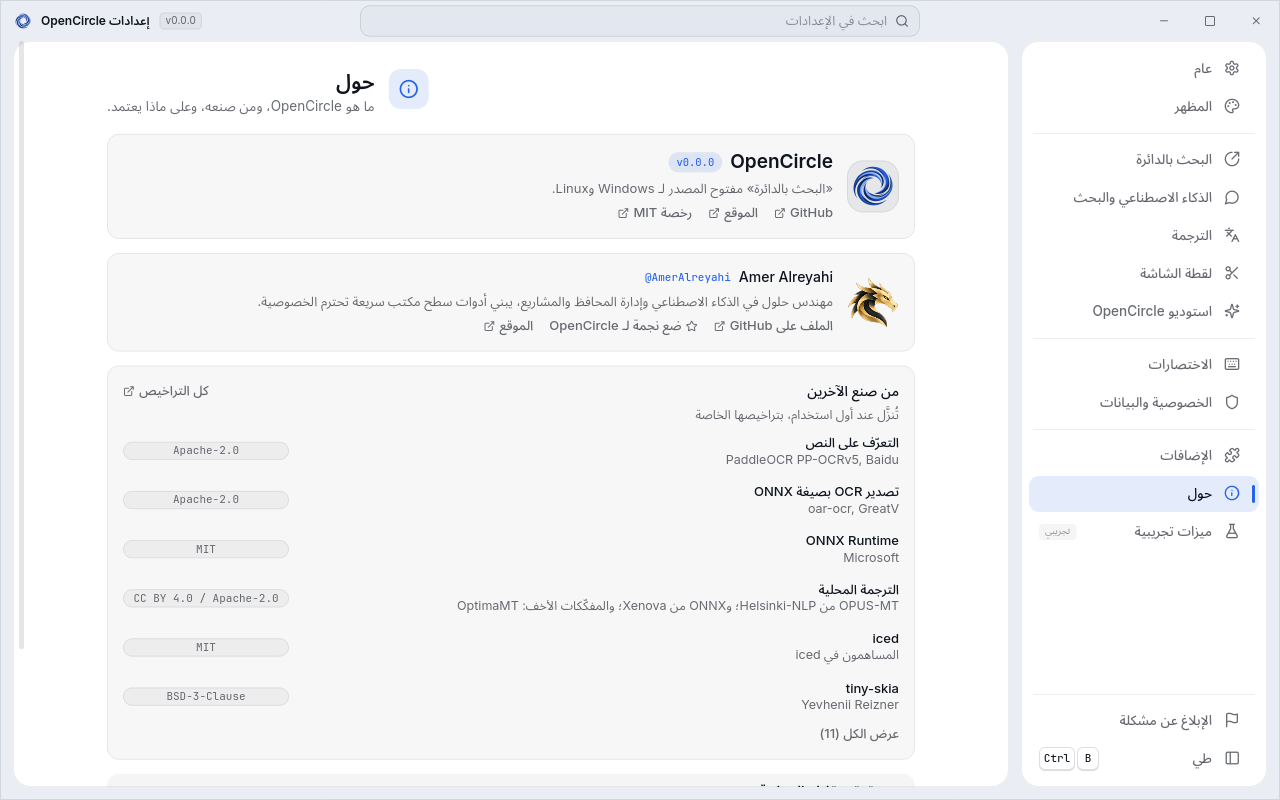 إعدادات OpenCircle v0.0.0
ابحث في الإعدادات
عام
المظهر
البحث بالدائرة
الذكاء الاصطناعي والبحث
الترجمة
لقطة الشاشة
استوديو OpenCircle
الاختصارات
الخصوصية والبيانات
الإضافات
حول
ميزات تجريبية تجريبي
الإبلاغ عن مشكلة
طي Ctrl B
حول
ما هو OpenCircle، ومن صنعه، وعلى ماذا يعتمد.
OpenCircle v0.0.0
«البحث بالدائرة» مفتوح المصدر لـ Windows وLinux.
GitHub الموقع رخصة MIT
Amer Alreyahi @AmerAlreyahi
مهندس حلول في الذكاء الاصطناعي وإدارة المحافظ والمشاريع، يبني أدوات سطح مكتب سريعة تحترم الخصوصية.
الملف على GitHub ضع نجمة لـ OpenCircle الموقع
من صنع الآخرين كل التراخيص
تُنزَّل عند أول استخدام، بتراخيصها الخاصة
التعرّف على النص
PaddleOCR PP-OCRv5, Baidu
Apache-2.0
تصدير OCR بصيغة ONNX
oar-ocr, GreatV
Apache-2.0
ONNX Runtime
Microsoft
MIT
الترجمة المحلية
OPUS-MT من Helsinki-NLP؛ وONNX من Xenova؛ والمفكّكات الأخف: OptimaMT
CC BY 4.0 / Apache-2.0
iced
المساهمون في iced
MIT
tiny-skia
Yevhenii Reizner
BSD-3-Clause
عرض الكل (11)